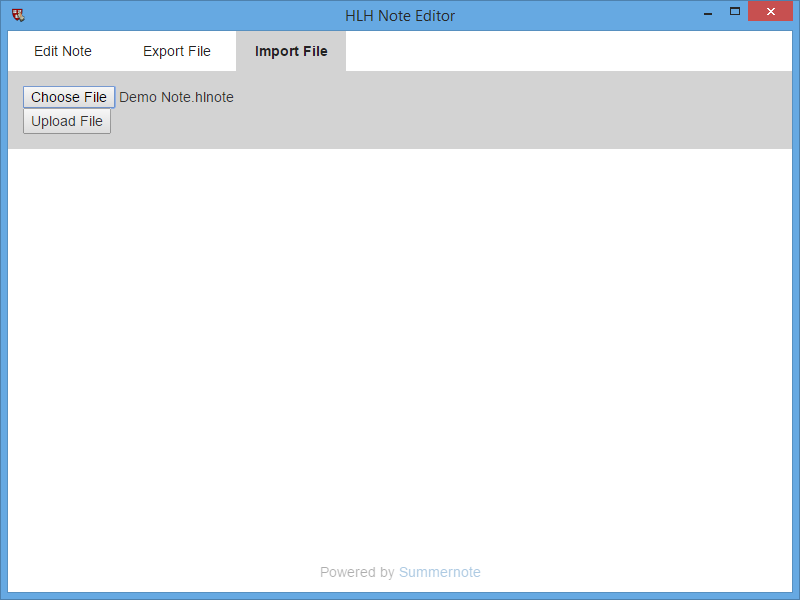 HLH Note Editor
Edit Note Export File Import File
Choose File Demo Note.hlnote
Upload File
Powered by Summernote